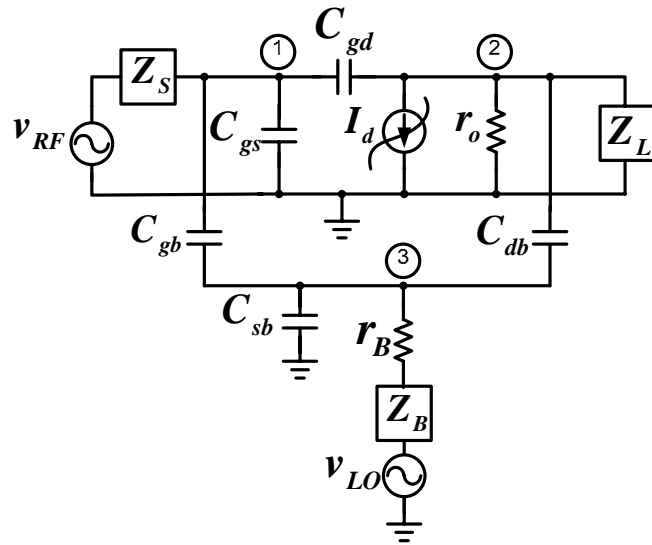 C_gd
1
2
Z_S
v_RF
C_gs
I_d
r_o
Z_L
C_gb
C_db
3
C_sb
r_B
Z_B
v_LO